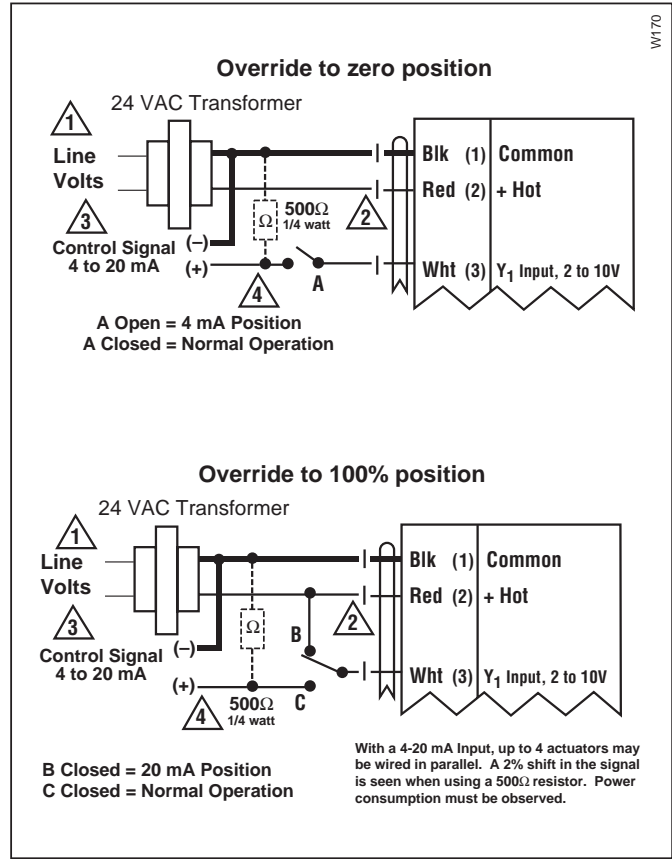 W170
Override to zero position
24 VAC Transformer
1
Line
Volts
3
Control Signal
4 to 20 mA
(–)
(+)
Ω
500Ω
1/4 watt
2
4
A
Blk (1) Common
Red (2) + Hot
Wht (3) Y1 Input, 2 to 10V
A Open = 4 mA Position
A Closed = Normal Operation
Override to 100% position
24 VAC Transformer
1
Line
Volts
3
Control Signal
4 to 20 mA
(–)
(+)
Ω
500Ω
1/4 watt
2
4
B
C
Blk (1) Common
Red (2) + Hot
Wht (3) Y1 Input, 2 to 10V
B Closed = 20 mA Position
C Closed = Normal Operation
With a 4-20 mA Input, up to 4 actuators may
be wired in parallel. A 2% shift in the signal
is seen when using a 500Ω resistor. Power
consumption must be observed.